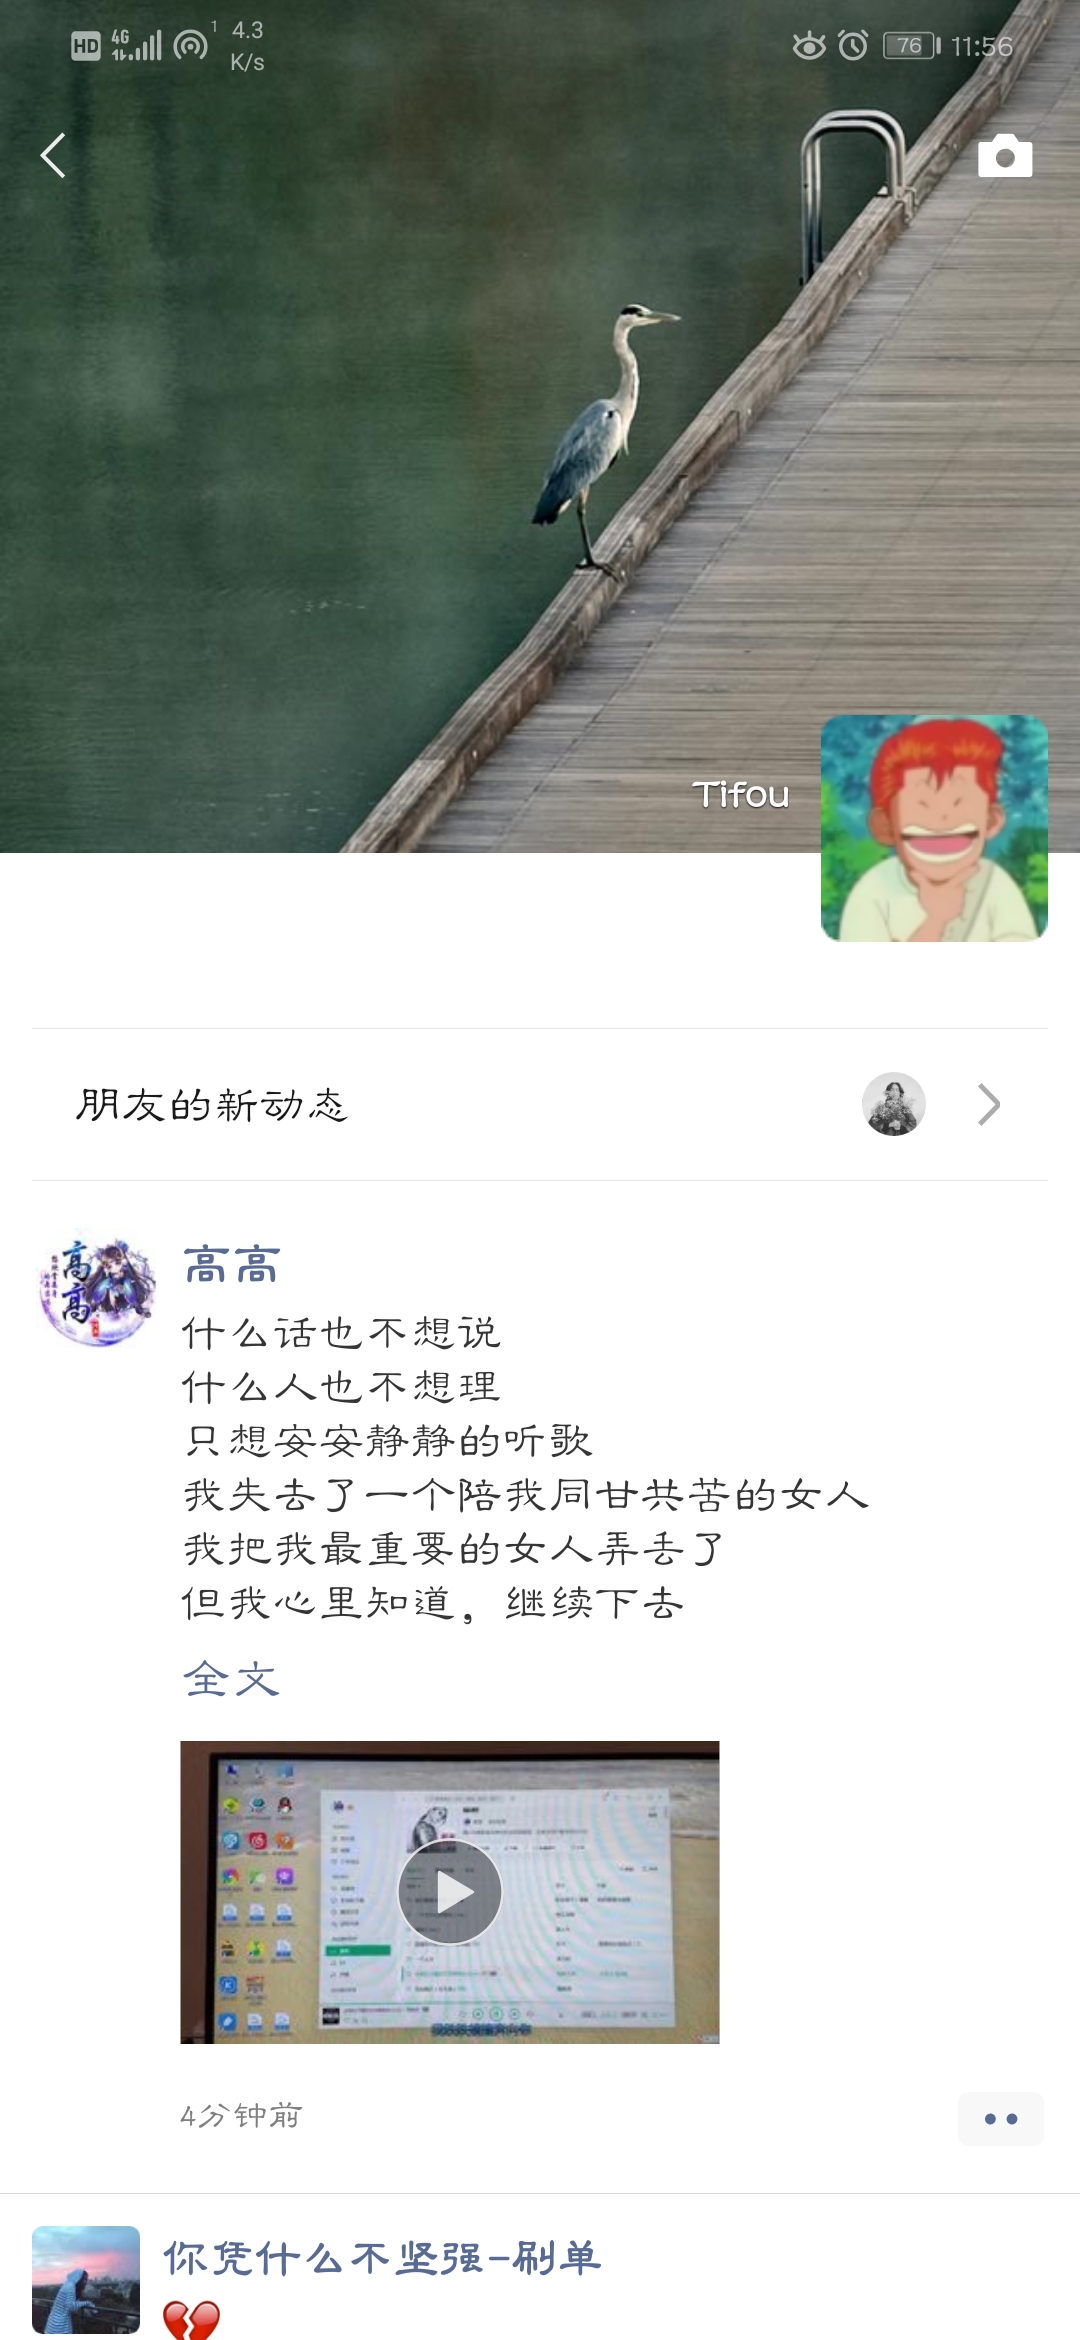 HD 4G 1 4.3 K/s 76 11:56
Tifou
朋友的新动态
高高
高高
什么话也不想说
什么人也不想理
只想安安静静的听歌
我失去了一个陪我同甘共苦的女人
我把我最重要的女人弄丢了
但我心里知道，继续下去
全文
4分钟前
你凭什么不坚强-刷单